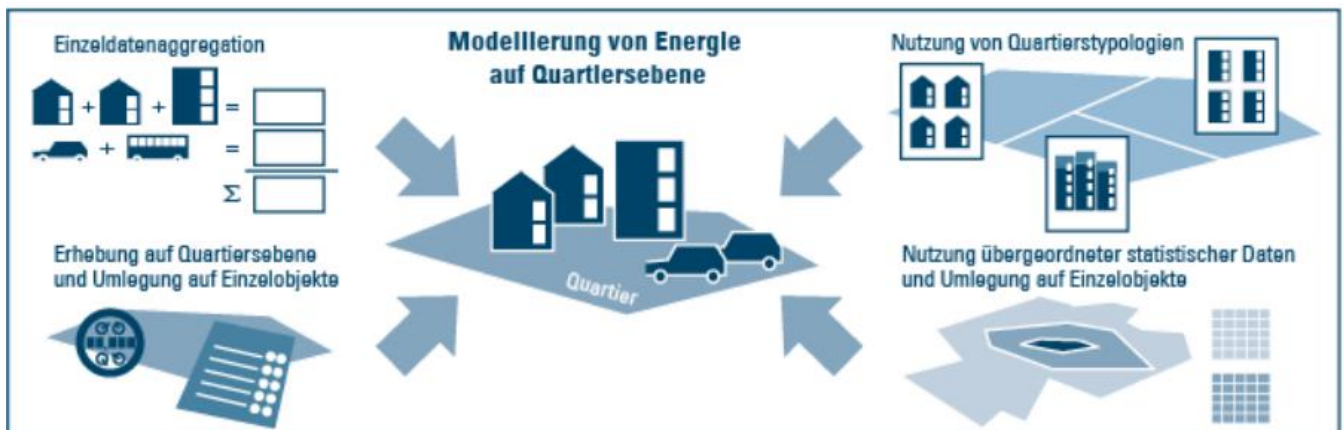 Einzeldatenaggregation
+ + =
+ =
Σ
Modellierung von Energie
auf Quartiersebene
Quartier
Nutzung von Quartierstypologien
Erhebung auf Quartiersebene
und Umlegung auf Einzelobjekte
Nutzung übergeordneter statistischer Daten
und Umlegung auf Einzelobjekte